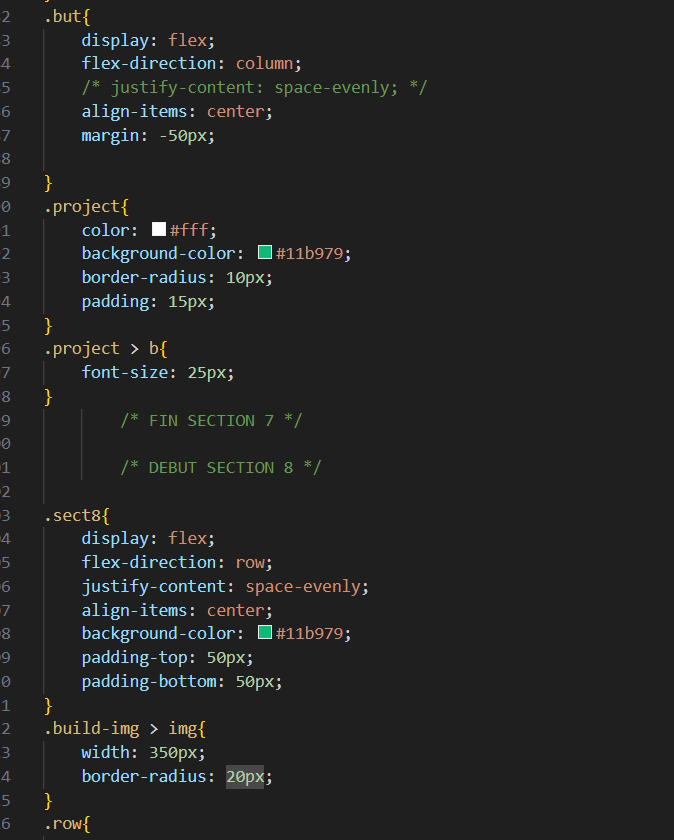 2 .but{
3 display: flex;
4 flex-direction: column;
5 /* justify-content: space-evenly; */
6 align-items: center;
7 margin: -50px;
8
9 }
0 .project{
1 color: #fff;
2 background-color: #11b979;
3 border-radius: 10px;
4 padding: 15px;
5 }
6 .project > b{
7 font-size: 25px;
8 }
9 /* FIN SECTION 7 */
0
1 /* DEBUT SECTION 8 */
2
3 .sect8{
4 display: flex;
5 flex-direction: row;
6 justify-content: space-evenly;
7 align-items: center;
8 background-color: #11b979;
9 padding-top: 50px;
0 padding-bottom: 50px;
1 }
2 .build-img > img{
3 width: 350px;
4 border-radius: 20px;
5 }
6 .row{